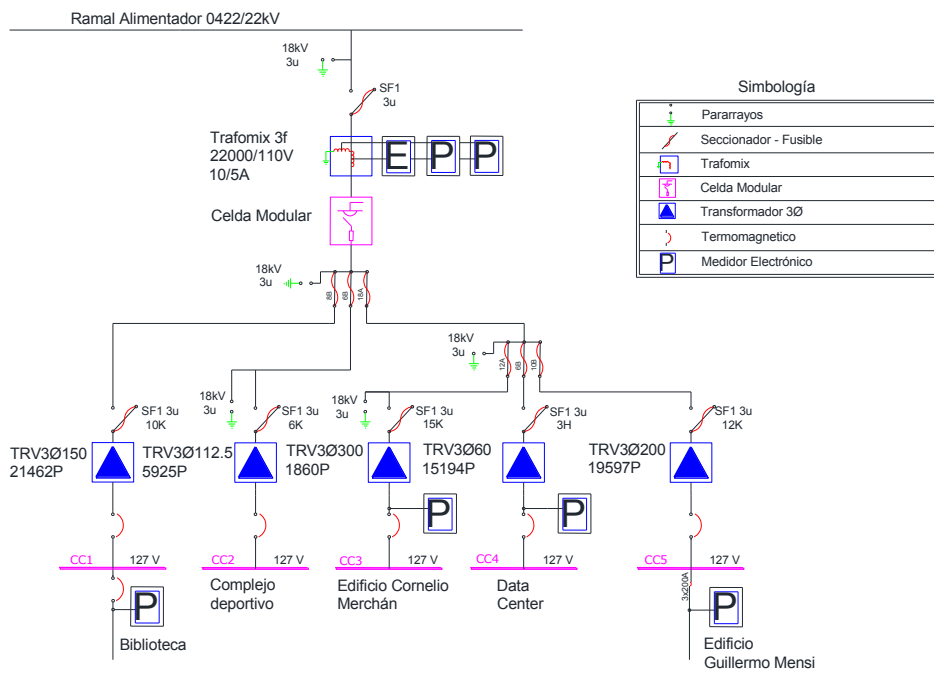 Ramal Alimentador 0422/22kV
18kV
3u
SF1
3u
Trafomix 3f
22000/110V
10/5A
E
P
P
Celda Modular
Simbología
Pararrayos
Seccionador - Fusible
Trafomix
Celda Modular
Transformador 3Ø
Termomagnetico
P
Medidor Electrónico
18kV
3u
8B
6B
18A
18kV
3u
12A
6B
10B
SF1 3u
10K
18kV
3u
SF1 3u
6K
18kV
3u
SF1 3u
15K
SF1 3u
3H
SF1 3u
12K
TRV3Ø150
21462P
TRV3Ø112.5
5925P
TRV3Ø300
1860P
TRV3Ø60
15194P
TRV3Ø200
19597P
P
P
CC1
127 V
CC2
127 V
CC3
127 V
CC4
127 V
CC5
127 V
P
Biblioteca
Complejo
deportivo
Edificio Cornelio
Merchán
Data
Center
3x200A
P
Edificio
Guillermo Mensi